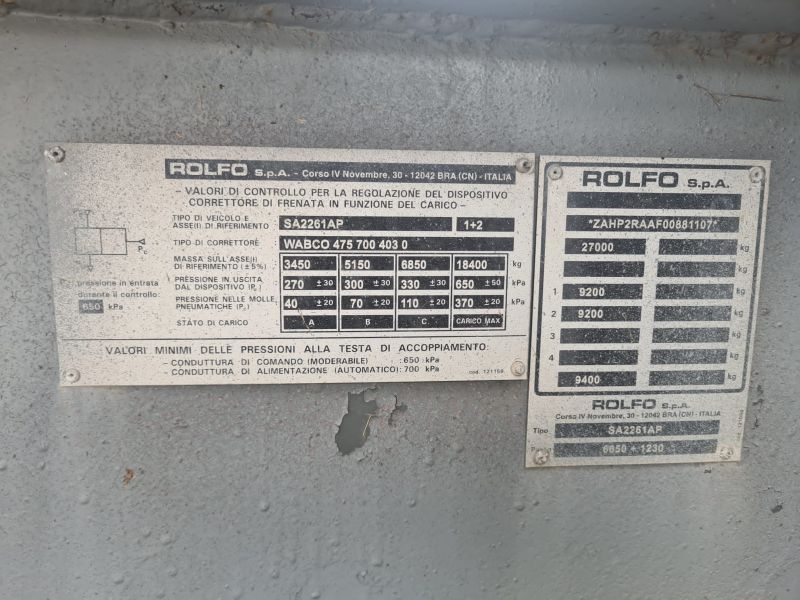 ROLFO S.p.A. - Corso IV Novembre, 30 - 12042 BRA (CN) - ITALIA
- VALORI DI CONTROLLO PER LA REGOLAZIONE DEL DISPOSITIVO
CORRETTORE DI FRENATA IN FUNZIONE DEL CARICO -
TIPO DI VEICOLO E
ASSE(I) DI RIFERIMENTO SA2261AP 1+2
TIPO DI CORRETTORE WABCO 475 700 403 0
MASSA SULL'ASSE(I)
DI RIFERIMENTO (±5%) 3450 5150 6850 18400 kg
PRESSIONE IN USCITA
DAL DISPOSITIVO (Pc) 270 ±30 300 ±30 330 ±30 650 ±50 kPa
PRESSIONE NELLE MOLLE
PNEUMATICHE (Pc) 40 ±20 70 ±20 110 ±20 370 ±20 kPa
STATO DI CARICO A B C CARICO MAX
Pc
pressione in entrata
durante il controllo:
650 kPa
VALORI MINIMI DELLE PRESSIONI ALLA TESTA DI ACCOPPIAMENTO:
- CONDUTTURA DI COMANDO (MODERABILE) : 650 kPa
- CONDUTTURA DI ALIMENTAZIONE (AUTOMATICO): 700 kPa
ROLFO S.p.A.
*ZAHP2RAAF00881107*
27000 kg
kg
1 9200 kg
2 9200 kg
3 kg
4 kg
9400 kg
ROLFO S.p.A.
Corso IV Novembre, 30 - 12042 BRA (CN) - ITALIA
Tipo SA2261AP
6650 + 1230